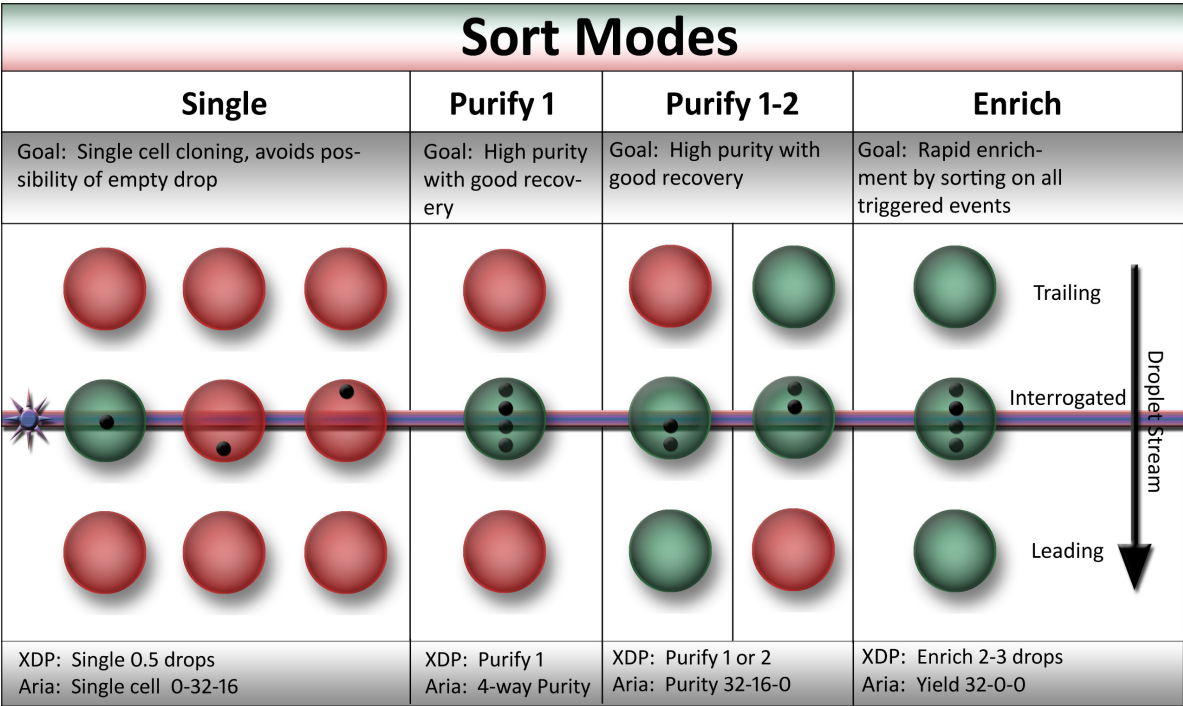 Sort Modes
Single
Purify 1
Purify 1-2
Enrich
Goal: Single cell cloning, avoids pos-
sibility of empty drop
Goal: High purity
with good recov-
ery
Goal: High purity with
good recovery
Goal: Rapid enrich-
ment by sorting on all
triggered events
Trailing
Interrogated
Leading
Droplet Stream
XDP: Single 0.5 drops
Aria: Single cell 0-32-16
XDP: Purify 1
Aria: 4-way Purity
XDP: Purify 1 or 2
Aria: Purity 32-16-0
XDP: Enrich 2-3 drops
Aria: Yield 32-0-0